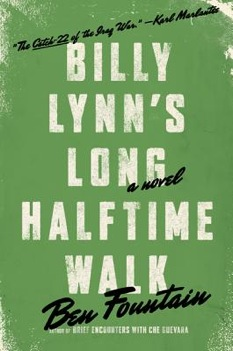 "The Catch-22 of the Iraq War." —Karl Marlantes
BILLY
LYNN'S
LONG
a novel
HALFTIME
WALK
Ben Fountain
AUTHOR OF BRIEF ENCOUNTERS WITH CHE GUEVARA